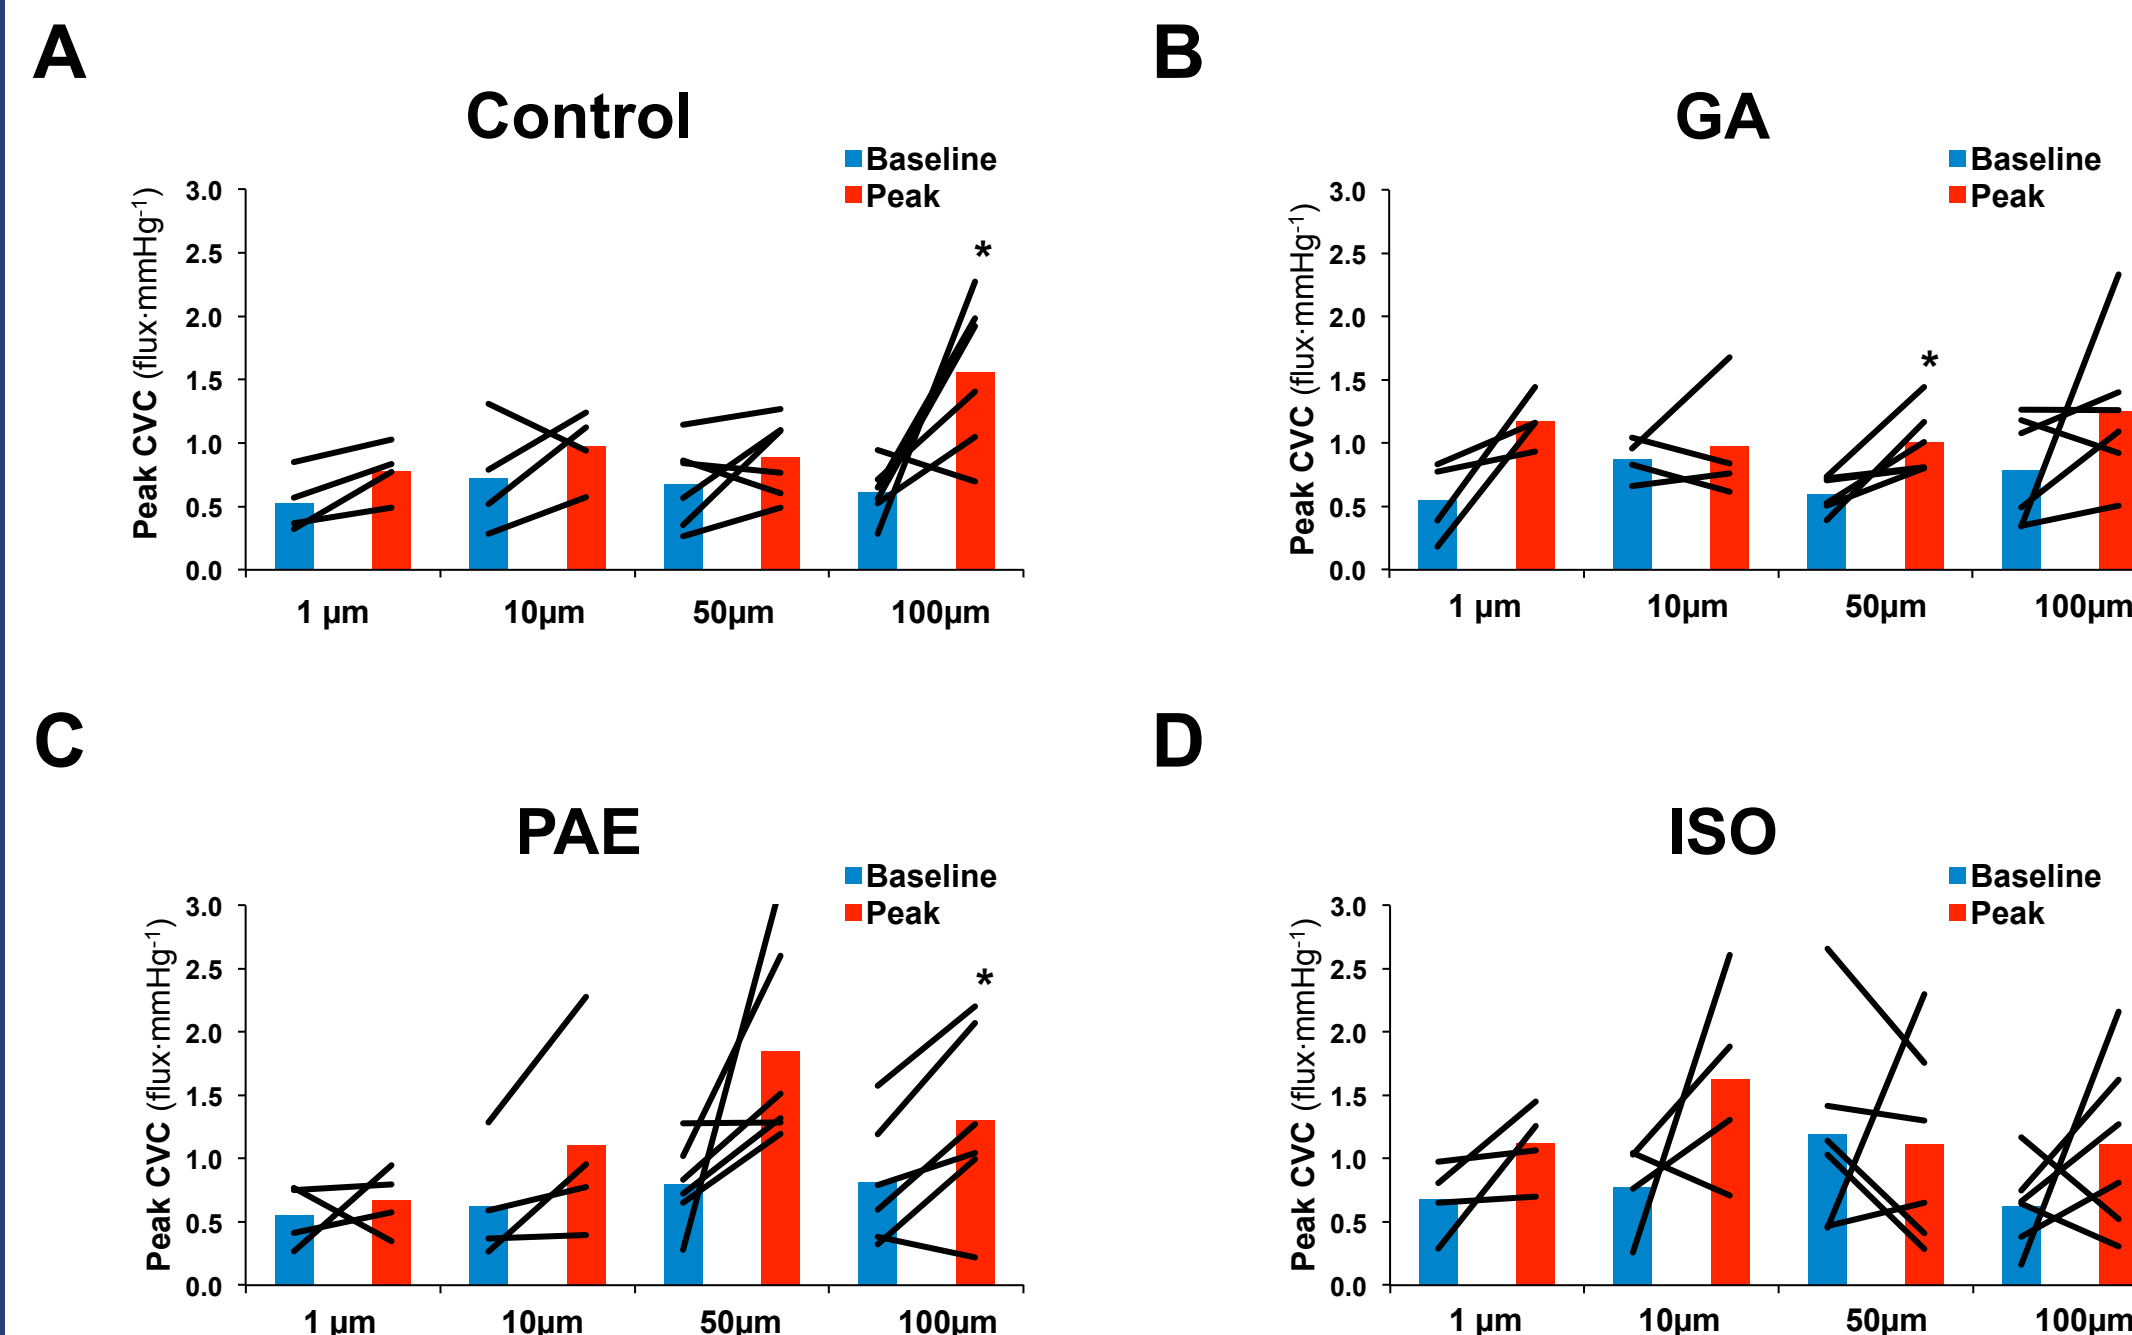 A
Control
Baseline
Peak
*
Peak CVC (flux·mmHg⁻¹)
3.0
2.5
2.0
1.5
1.0
0.5
0.0
1 µm 10µm 50µm 100µm
B
GA
Baseline
Peak
*
Peak CVC (flux·mmHg⁻¹)
3.0
2.5
2.0
1.5
1.0
0.5
0.0
1 µm 10µm 50µm 100µm
C
PAE
Baseline
Peak
*
Peak CVC (flux·mmHg⁻¹)
3.0
2.5
2.0
1.5
1.0
0.5
0.0
1 µm 10µm 50µm 100µm
D
ISO
Baseline
Peak
Peak CVC (flux·mmHg⁻¹)
3.0
2.5
2.0
1.5
1.0
0.5
0.0
1 µm 10µm 50µm 100µm